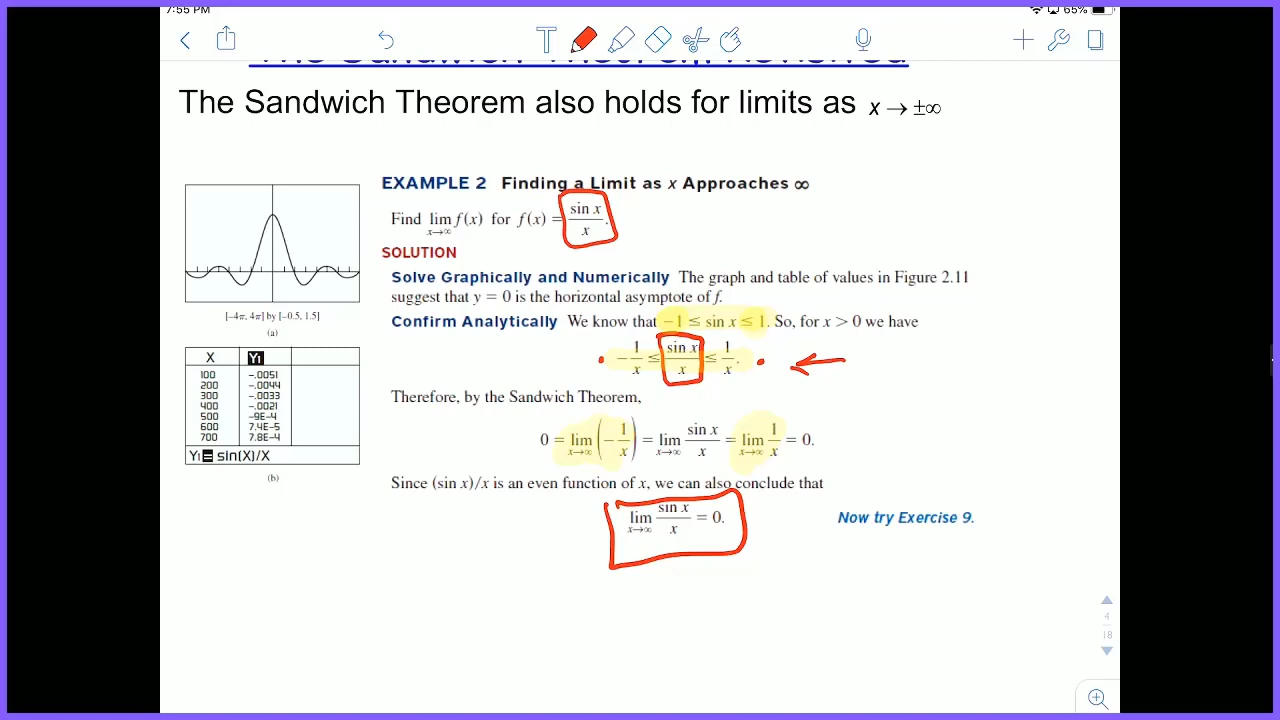 7:55 PM
65%
The Sandwich Theorem Revisited
The Sandwich Theorem also holds for limits as x → ±∞
EXAMPLE 2 Finding a Limit as x Approaches ∞
Find lim x→∞ f(x) for f(x) = sin x / x.
SOLUTION
Solve Graphically and Numerically The graph and table of values in Figure 2.11
suggest that y = 0 is the horizontal asymptote of f.
Confirm Analytically We know that −1 ≤ sin x ≤ 1. So, for x > 0 we have
−1/x ≤ sin x / x ≤ 1/x.
Therefore, by the Sandwich Theorem,
0 = lim x→∞ (−1/x) = lim x→∞ sin x / x = lim x→∞ 1/x = 0.
Since (sin x)/x is an even function of x, we can also conclude that
lim x→∞ sin x / x = 0.
Now try Exercise 9.
[−4π, 4π] by [−0.5, 1.5]
(a)
X Y1
100 -.0051
200 -.0044
300 -.0033
400 -.0021
500 -9E-4
600 7.4E-5
700 7.8E-4
Y1=sin(X)/X
(b)
4
18